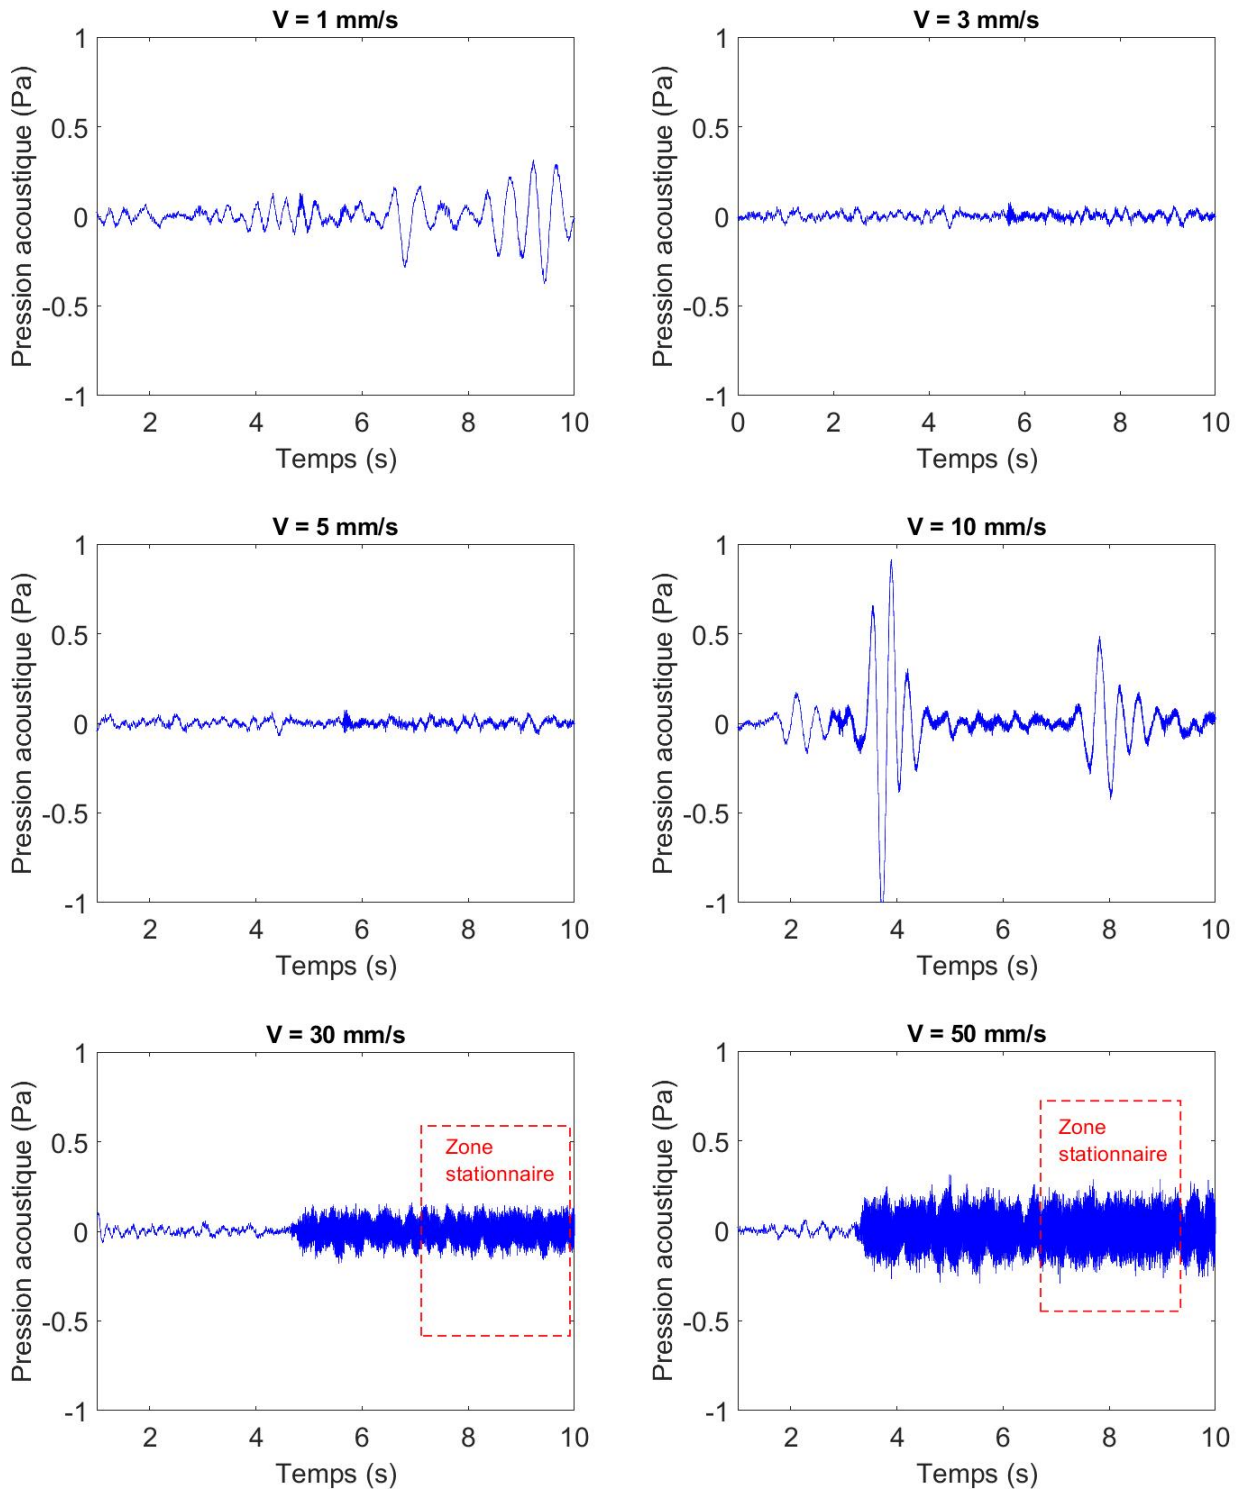 V = 1 mm/s
1
0.5
0
-0.5
-1
Pression acoustique (Pa)
2 4 6 8 10
Temps (s)
V = 3 mm/s
1
0.5
0
-0.5
-1
Pression acoustique (Pa)
0 2 4 6 8 10
Temps (s)
V = 5 mm/s
1
0.5
0
-0.5
-1
Pression acoustique (Pa)
2 4 6 8 10
Temps (s)
V = 10 mm/s
1
0.5
0
-0.5
-1
Pression acoustique (Pa)
2 4 6 8 10
Temps (s)
V = 30 mm/s
1
0.5
0
-0.5
-1
Pression acoustique (Pa)
Zone
stationnaire
2 4 6 8 10
Temps (s)
V = 50 mm/s
1
0.5
0
-0.5
-1
Pression acoustique (Pa)
Zone
stationnaire
2 4 6 8 10
Temps (s)